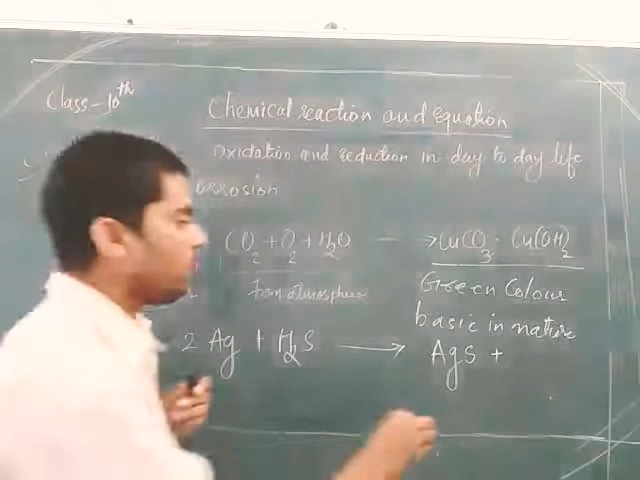 Class - 10th
Chemical reaction and equation
Oxidation and reduction in day to day life
orrosion
CO2 + O2 + H2O → CuCO3 . Cu(OH)2
from atmosphere
Green Colour
basic in nature
2 Ag + H2S → AgS +